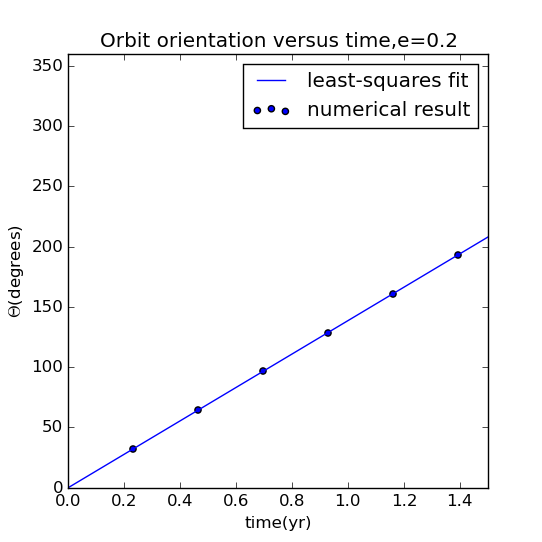 Orbit orientation versus time,e=0.2
least-squares fit
numerical result
Θ(degrees)
350
300
250
200
150
100
50
0
0.0 0.2 0.4 0.6 0.8 1.0 1.2 1.4
time(yr)